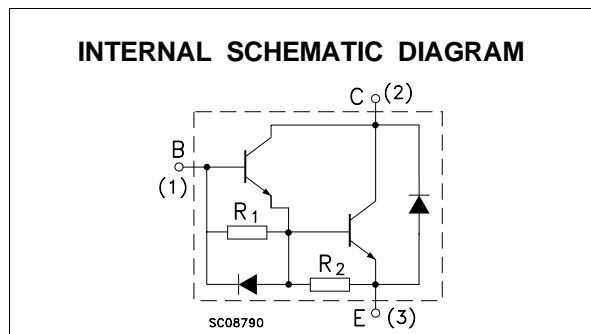 INTERNAL SCHEMATIC DIAGRAM
C (2)
B
(1)
R1
R2
SC08790
E (3)